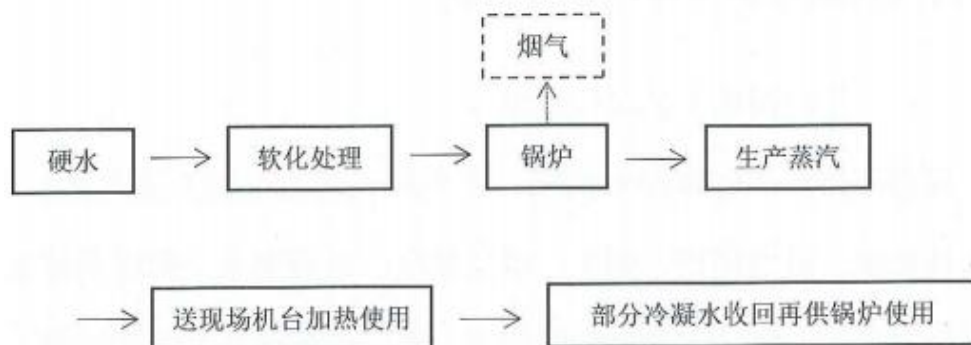 烟气
硬水
软化处理
锅炉
生产蒸汽
送现场机台加热使用
部分冷凝水收回再供锅炉使用